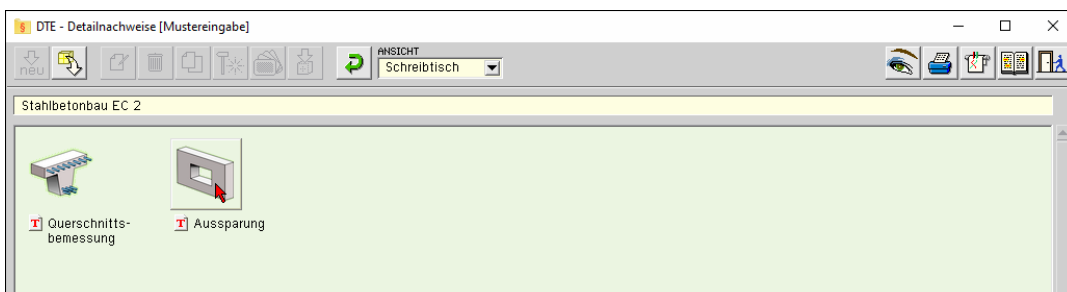 DTE - Detailnachweise [Mustereingabe]
neu
ANSICHT
Schreibtisch
Stahlbetonbau EC 2
T Querschnitts-
bemessung
T Aussparung